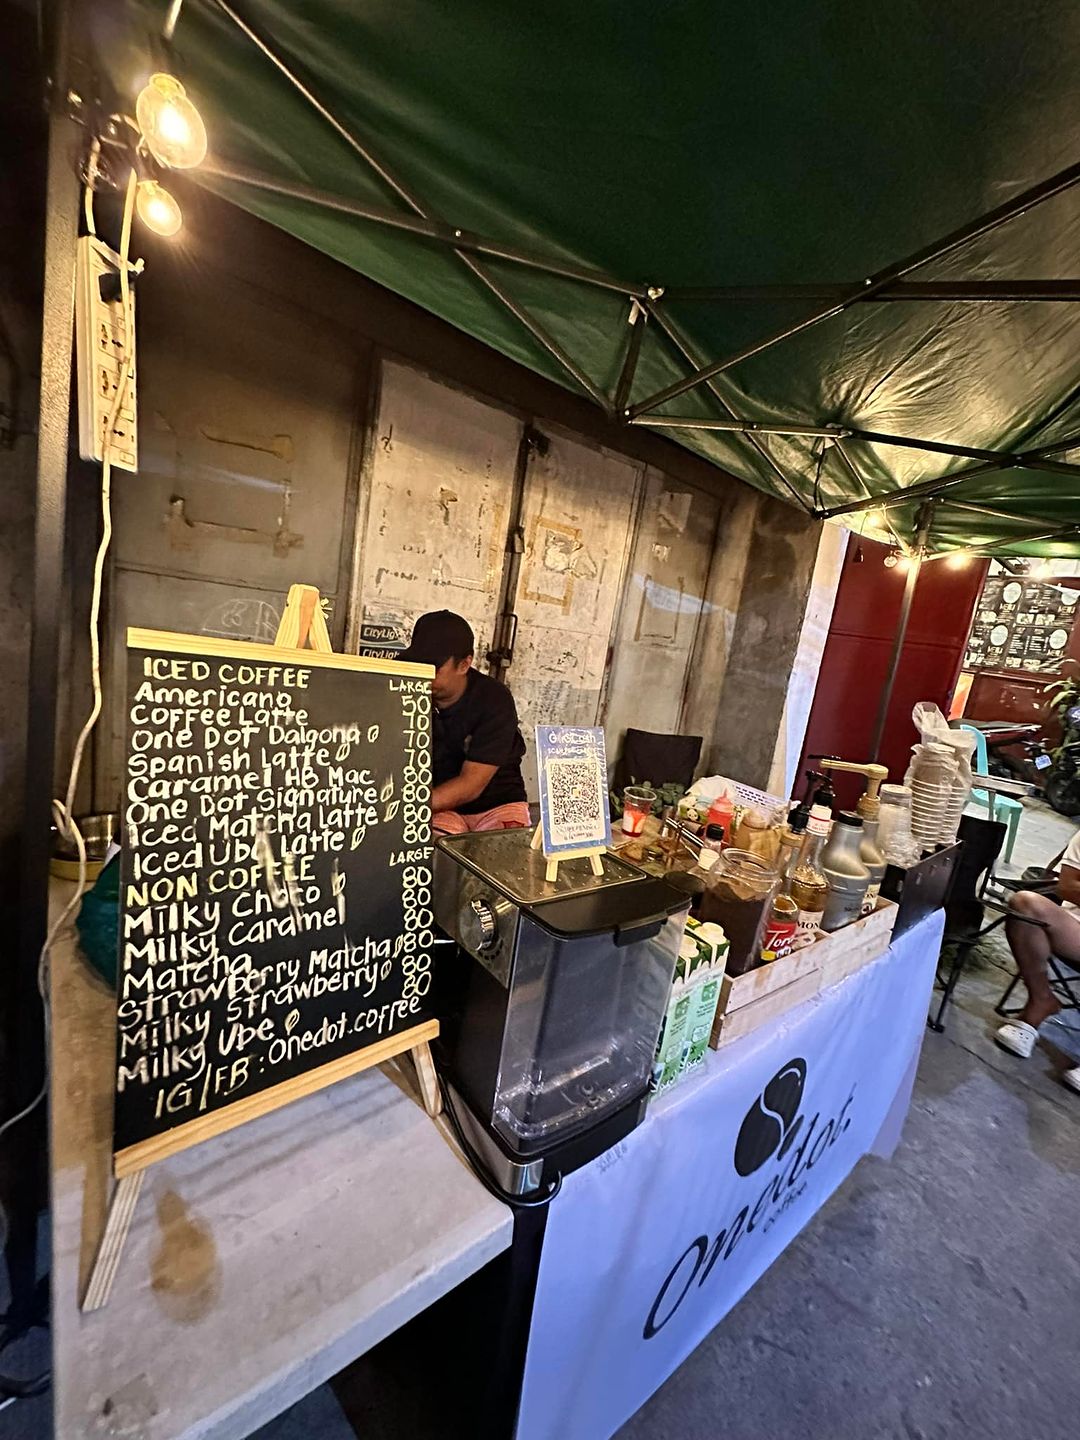 ICED COFFEE LARGE
Americano 50
Coffee Latte 70
One Dot Dalgona 70
Spanish Latte 70
Caramel HB Mac 80
One Dot Signature 80
Iced Matcha Latte 80
Iced Ube Latte 80
NON COFFEE LARGE
Milky Choco 80
Milky Caramel 80
Matcha 80
Strawberry Matcha 80
Milky Strawberry 80
Milky Ube 80
IG/FB: Onedot.coffee
CityLig
CityLigh
Onedot.
coffee